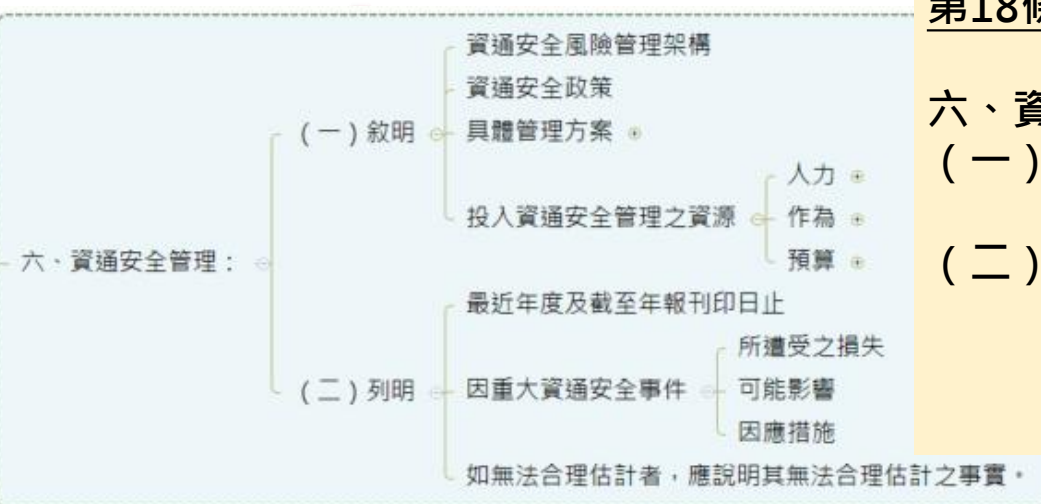 六、資通安全管理：
（一）敘明
資通安全風險管理架構
資通安全政策
具體管理方案
投入資通安全管理之資源
人力
作為
預算
（二）列明
最近年度及截至年報刊印日止
因重大資通安全事件
所遭受之損失
可能影響
因應措施
如無法合理估計者，應說明其無法合理估計之事實。
第18條
六、資
（一）
（二）